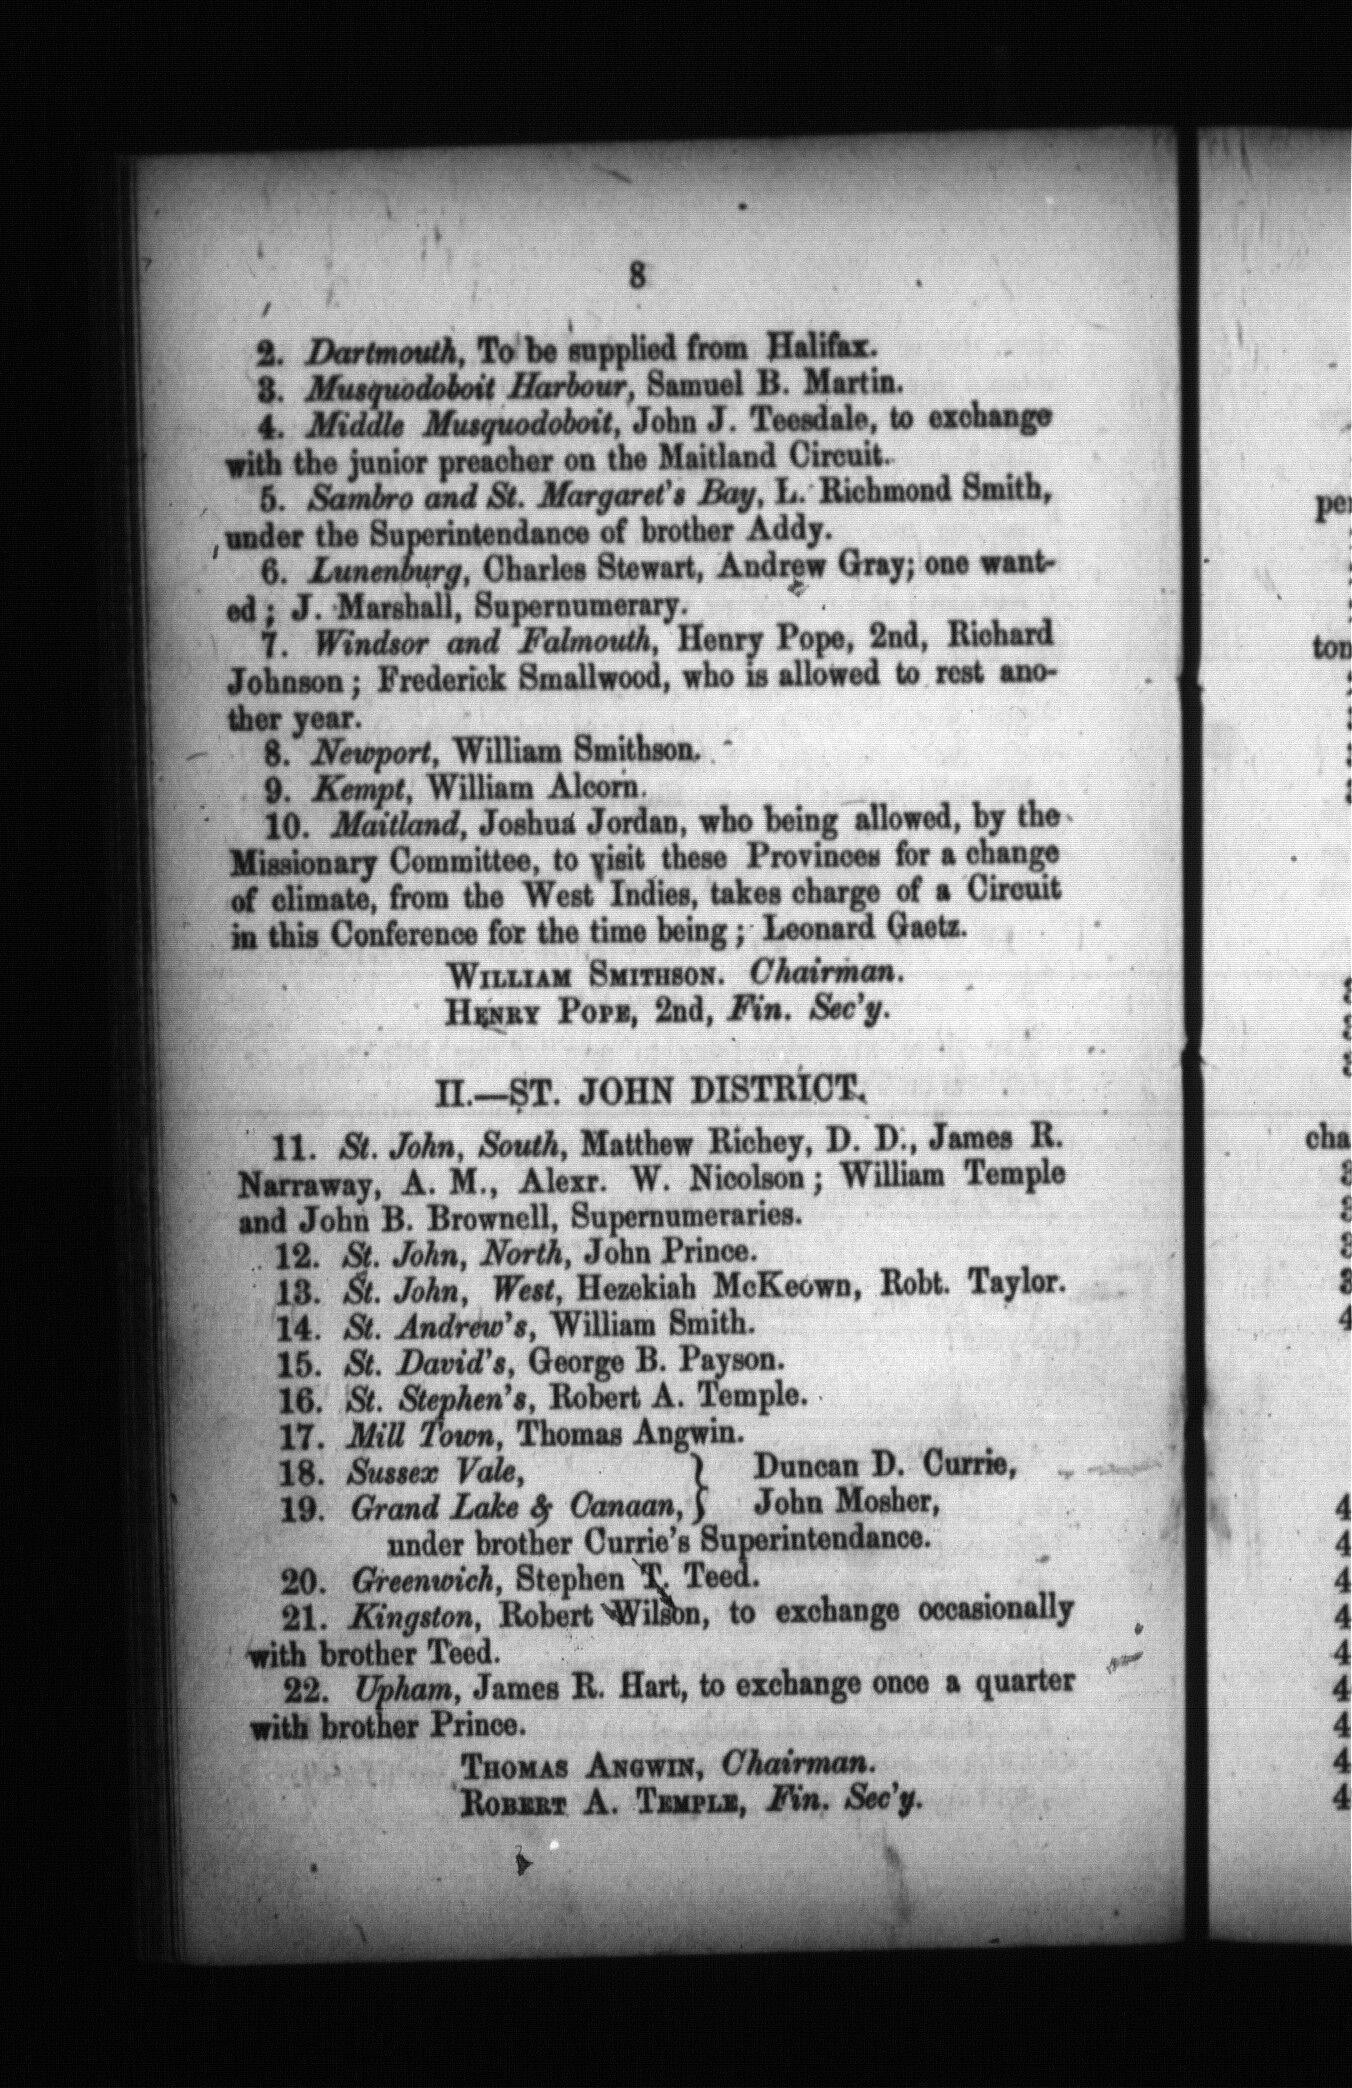 8
2. Dartmouth, To be supplied from Halifax.
3. Musquodoboit Harbour, Samuel B. Martin.
4. Middle Musquodoboit, John J. Teesdale, to exchange
with the junior preacher on the Maitland Circuit.
5. Sambro and St. Margaret's Bay, L. Richmond Smith,
under the Superintendance of brother Addy.
6. Lunenburg, Charles Stewart, Andrew Gray; one want-
ed; J. Marshall, Supernumerary.
7. Windsor and Falmouth, Henry Pope, 2nd, Richard
Johnson; Frederick Smallwood, who is allowed to rest ano-
ther year.
8. Newport, William Smithson.
9. Kempt, William Alcorn.
10. Maitland, Joshua Jordan, who being allowed, by the
Missionary Committee, to visit these Provinces for a change
of climate, from the West Indies, takes charge of a Circuit
in this Conference for the time being; Leonard Gaetz.
WILLIAM SMITHSON. Chairman.
HENRY POPE, 2nd, Fin. Sec'y.
II.—ST. JOHN DISTRICT.
11. St. John, South, Matthew Richey, D. D., James R.
Narraway, A. M., Alexr. W. Nicolson; William Temple
and John B. Brownell, Supernumeraries.
12. St. John, North, John Prince.
13. St. John, West, Hezekiah McKeown, Robt. Taylor.
14. St. Andrew's, William Smith.
15. St. David's, George B. Payson.
16. St. Stephen's, Robert A. Temple.
17. Mill Town, Thomas Angwin.
18. Sussex Vale, } Duncan D. Currie,
19. Grand Lake & Canaan, } John Mosher,
under brother Currie's Superintendance.
20. Greenwich, Stephen T. Teed.
21. Kingston, Robert Wilson, to exchange occasionally
with brother Teed.
22. Upham, James R. Hart, to exchange once a quarter
with brother Prince.
THOMAS ANGWIN, Chairman.
ROBERT A. TEMPLE, Fin. Sec'y.